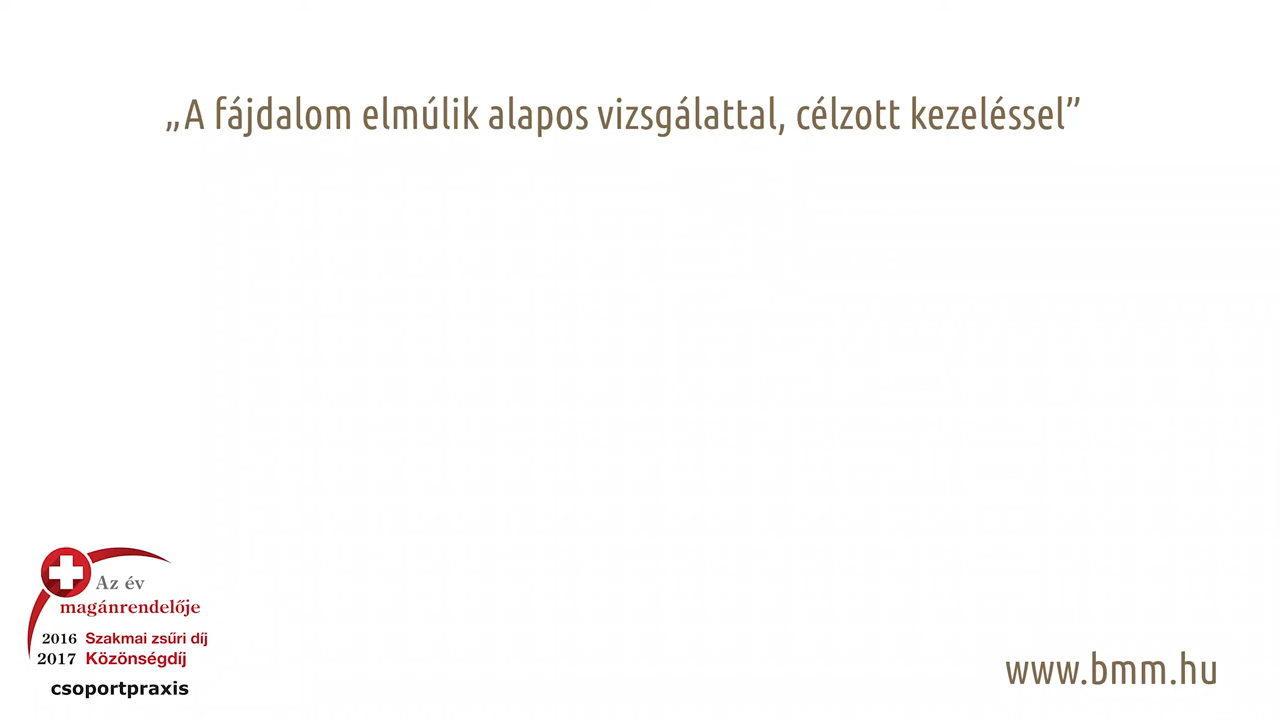 „A fájdalom elmúlik alapos vizsgálattal, célzott kezeléssel”
Az év
magánrendelője
2016 Szakmai zsűri díj
2017 Közönségdíj
csoportpraxis
www.bmm.hu